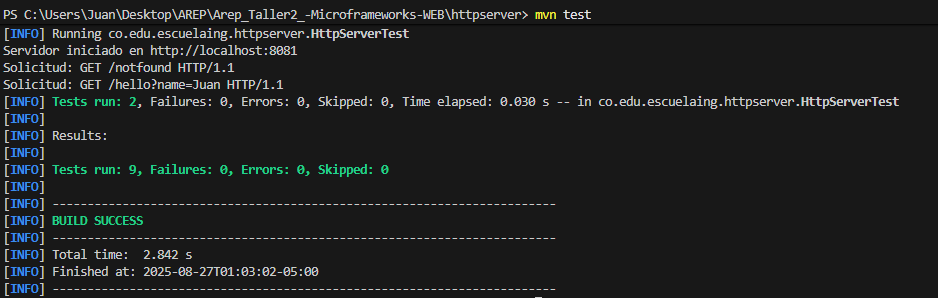 PS C:\Users\Juan\Desktop\AREP\Arep_Taller2_-Microframeworks-WEB\httpserver> mvn test
[INFO] Running co.edu.escuelaing.httpserver.HttpServerTest
Servidor iniciado en http://localhost:8081
Solicitud: GET /notfound HTTP/1.1
Solicitud: GET /hello?name=Juan HTTP/1.1
[INFO] Tests run: 2, Failures: 0, Errors: 0, Skipped: 0, Time elapsed: 0.030 s -- in co.edu.escuelaing.httpserver.HttpServerTest
[INFO]
[INFO] Results:
[INFO]
[INFO] Tests run: 9, Failures: 0, Errors: 0, Skipped: 0
[INFO]
[INFO] ------------------------------------------------------------------------
[INFO] BUILD SUCCESS
[INFO] ------------------------------------------------------------------------
[INFO] Total time:  2.842 s
[INFO] Finished at: 2025-08-27T01:03:02-05:00
[INFO] ------------------------------------------------------------------------